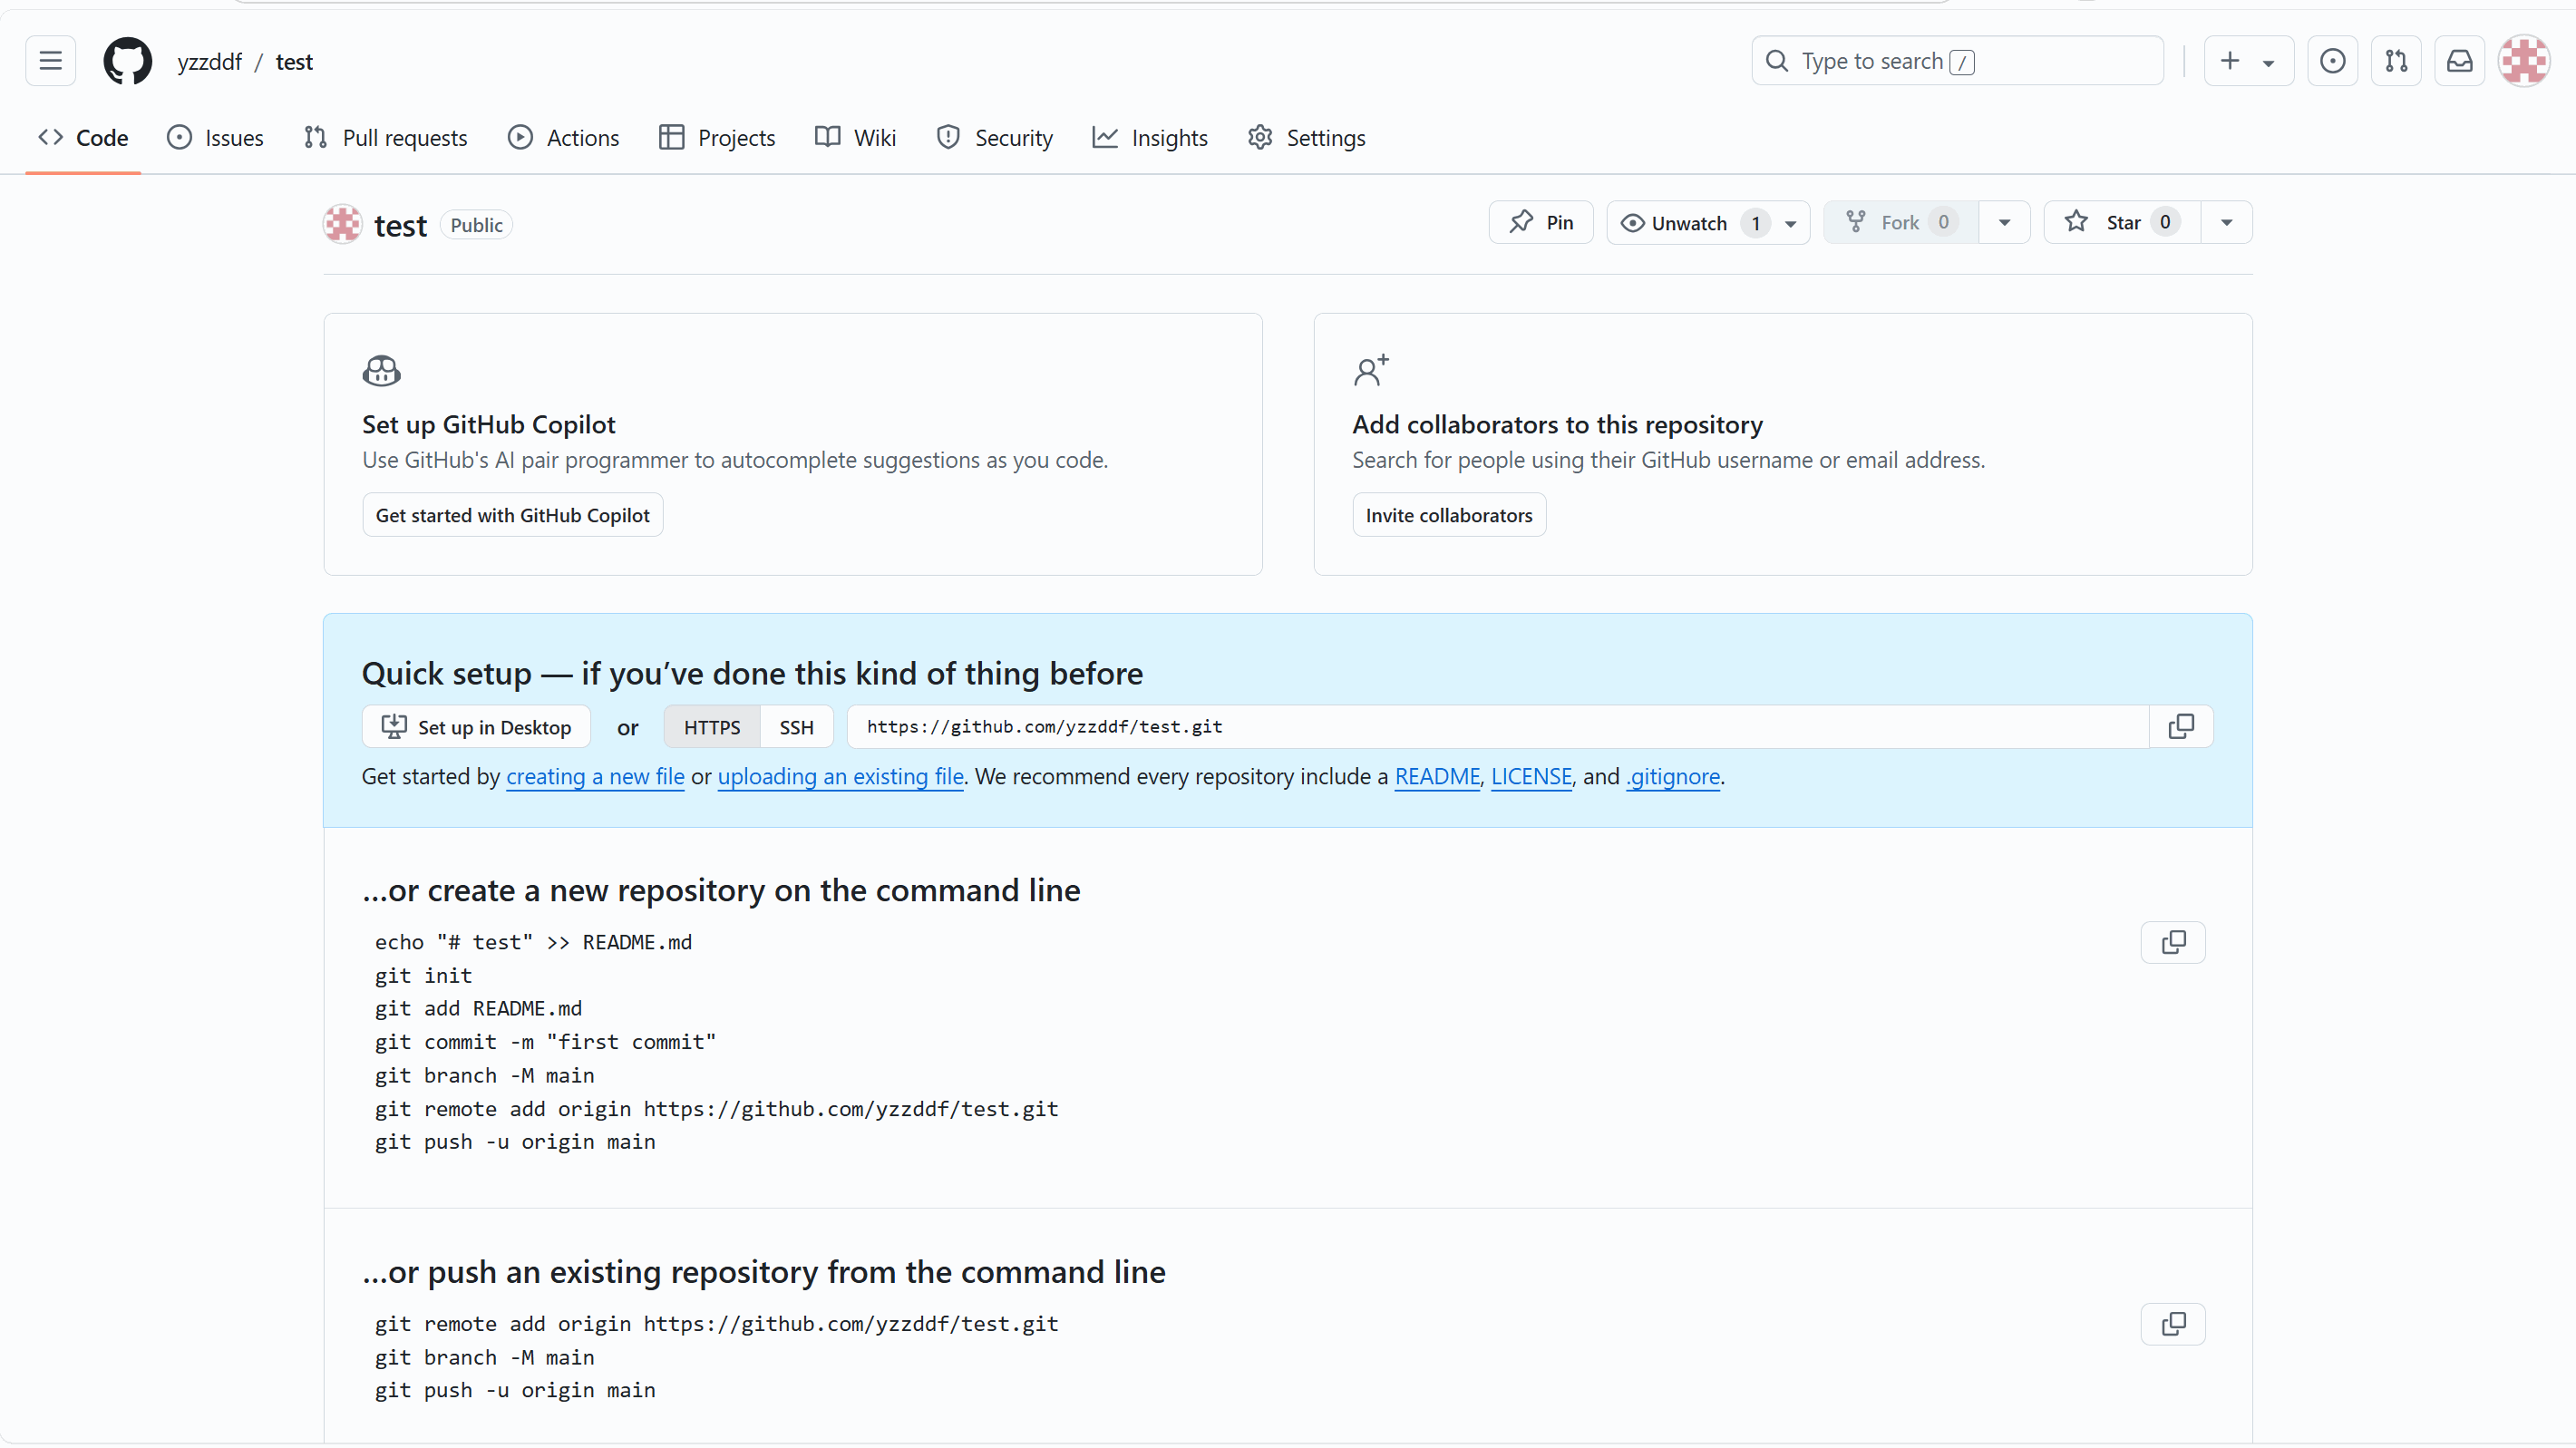 yzzddf / test
Type to search /
Code Issues Pull requests Actions Projects Wiki Security Insights Settings
test Public
Pin Unwatch 1 Fork 0 Star 0
Set up GitHub Copilot
Use GitHub's AI pair programmer to autocomplete suggestions as you code.
Get started with GitHub Copilot
Add collaborators to this repository
Search for people using their GitHub username or email address.
Invite collaborators
Quick setup — if you’ve done this kind of thing before
Set up in Desktop or HTTPS SSH https://github.com/yzzddf/test.git
Get started by creating a new file or uploading an existing file. We recommend every repository include a README, LICENSE, and .gitignore.
…or create a new repository on the command line
echo "# test" >> README.md
git init
git add README.md
git commit -m "first commit"
git branch -M main
git remote add origin https://github.com/yzzddf/test.git
git push -u origin main
…or push an existing repository from the command line
git remote add origin https://github.com/yzzddf/test.git
git branch -M main
git push -u origin main